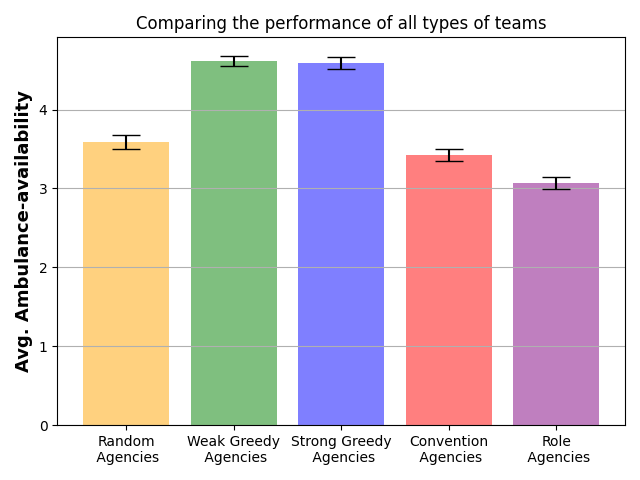 Comparing the performance of all types of teams
Avg. Ambulance-availability
4
3
2
1
0
Random
Agencies
Weak Greedy
Agencies
Strong Greedy
Agencies
Convention
Agencies
Role
Agencies